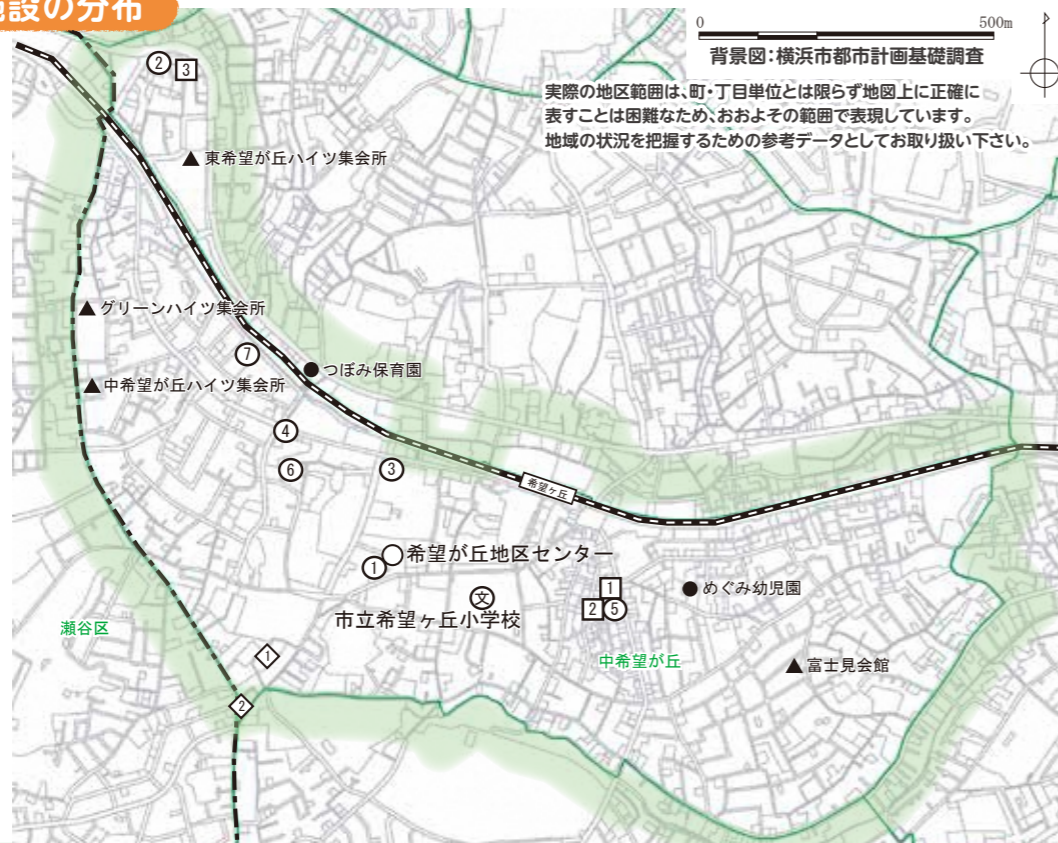 施設の分布
0 500m
背景図:横浜市都市計画基礎調査
実際の地区範囲は、町・丁目単位とは限らず地図上に正確に
表すことは困難なため、おおよその範囲で表現しています。
地域の状況を把握するための参考データとしてお取り扱い下さい。
② 3
▲東希望が丘ハイツ集会所
▲グリーンハイツ集会所
⑦
●つぼみ保育園
▲中希望が丘ハイツ集会所
④
⑥ ③
希望ヶ丘
○希望が丘地区センター
①
文
市立希望ヶ丘小学校
1
2 ⑤
●めぐみ幼児園
瀬谷区
1
中希望が丘
▲富士見会館
2